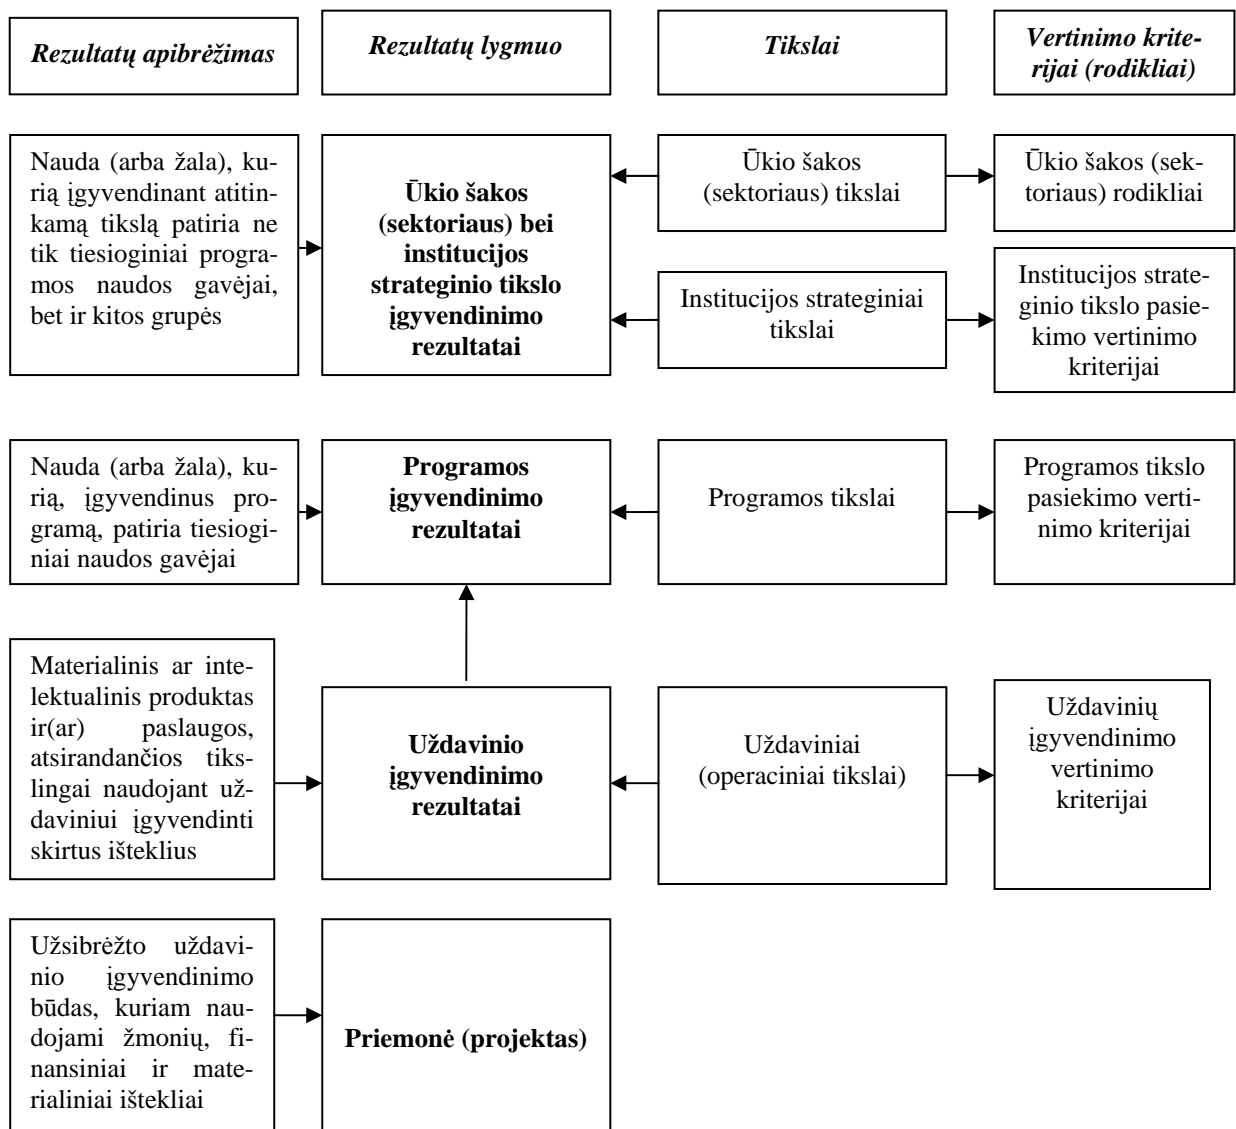 Rezultatų apibrėžimas
Rezultatų lygmuo
Tikslai
Vertinimo krite-
rijai (rodikliai)
Nauda (arba žala), ku-
rią įgyvendinant atitin-
kamą tikslą patiria ne
tik tiesioginiai progra-
mos naudos gavėjai,
bet ir kitos grupės
Ūkio šakos
(sektoriaus) bei
institucijos
strateginio tikslo
įgyvendinimo
rezultatai
Ūkio šakos
(sektoriaus) tikslai
Ūkio šakos (sek-
toriaus) rodikliai
Institucijos strateginiai
tikslai
Institucijos strate-
ginio tikslo pasie-
kimo vertinimo
kriterijai
Nauda (arba žala), ku-
rią, įgyvendinus pro-
gramą, patiria tiesiogi-
niai naudos gavėjai
Programos
įgyvendinimo
rezultatai
Programos tikslai
Programos tikslo
pasiekimo verti-
nimo kriterijai
Materialinis ar inte-
lektualinis produktas
ir(ar) paslaugos,
atsirandančios tiks-
lingai naudojant už-
daviniui įgyvendinti
skirtus išteklius
Uždavinio
įgyvendinimo
rezultatai
Uždaviniai
(operaciniai tikslai)
Uždavinių
įgyvendinimo
vertinimo
kriterijai
Užsibrėžto uždavi-
nio įgyvendinimo
būdas, kuriam nau-
dojami žmonių, fi-
nansiniai ir mate-
rialiniai ištekliai
Priemonė (projektas)